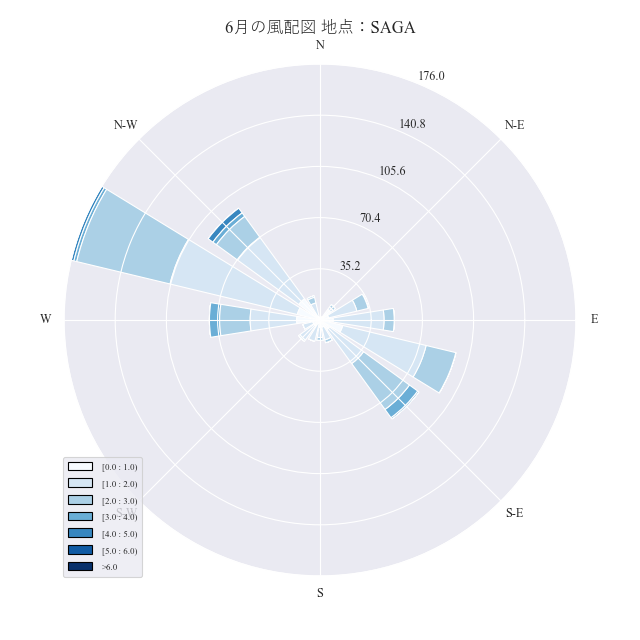 6月の風配図 地点：SAGA
N
176.0
N-W
140.8
N-E
105.6
70.4
35.2
W
E
[0.0 : 1.0)
[1.0 : 2.0)
[2.0 : 3.0)
S-W
[3.0 : 4.0)
S-E
[4.0 : 5.0)
[5.0 : 6.0)
>6.0
S